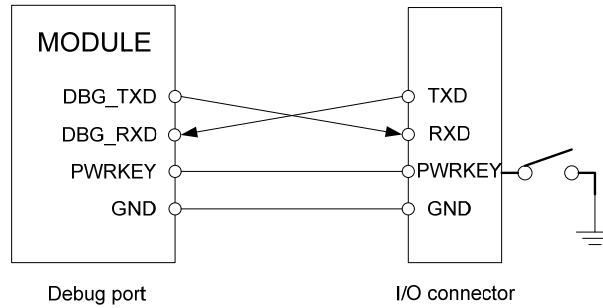 MODULE
DBG_TXD
TXD
DBG_RXD
RXD
PWRKEY
PWRKEY
GND
GND
Debug port
I/O connector